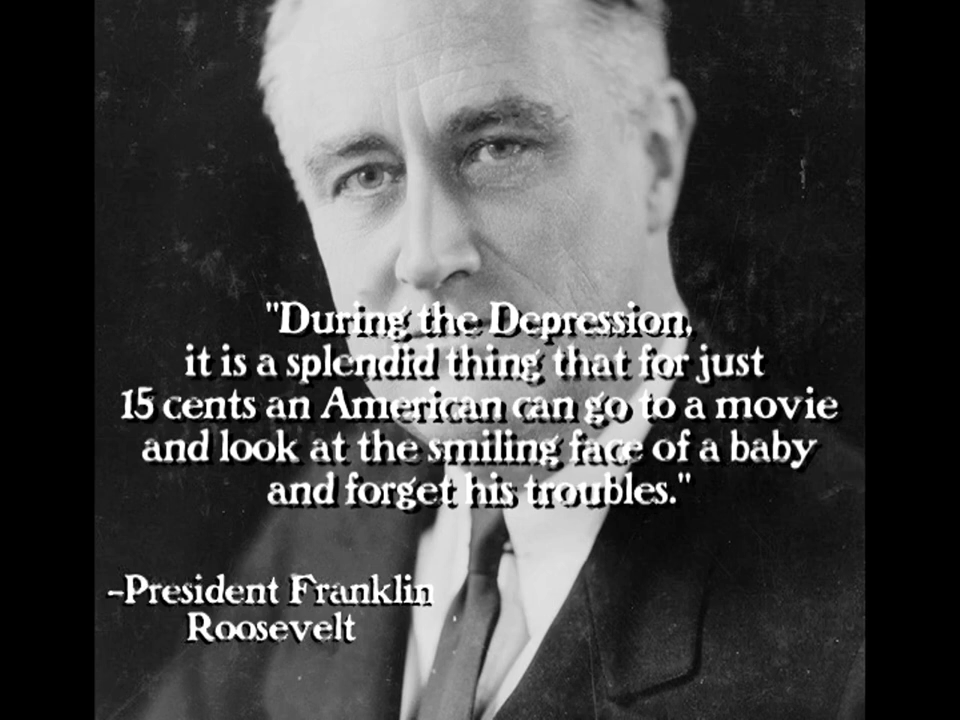 "During the Depression,
it is a splendid thing that for just
15 cents an American can go to a movie
and look at the smiling face of a baby
and forget his troubles."
-President Franklin
Roosevelt